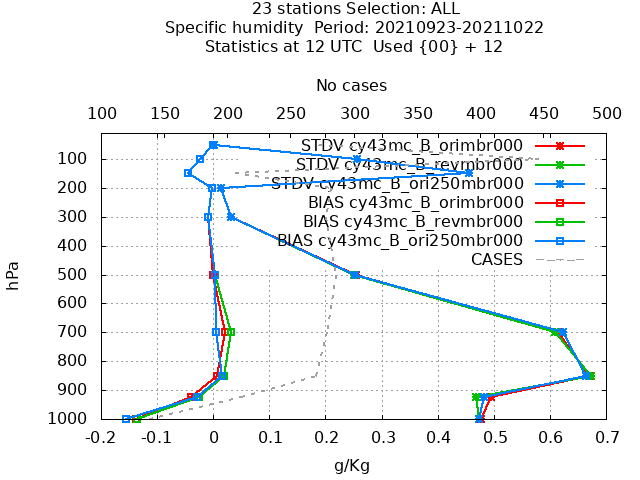 23 stations Selection: ALL
Specific humidity  Period: 20210923-20211022
Statistics at 12 UTC  Used {00} + 12
No cases
100 150 200 250 300 350 400 450 500
STDV cy43mc_B_orimbr000
100
STDV cy43mc_B_revmbr000
STDV cy43mc_B_ori250mbr000
200
BIAS cy43mc_B_orimbr000
300
BIAS cy43mc_B_revmbr000
BIAS cy43mc_B_ori250mbr000
400
CASES
500
600
700
800
900
1000
hPa
-0.2 -0.1 0 0.1 0.2 0.3 0.4 0.5 0.6 0.7
g/Kg